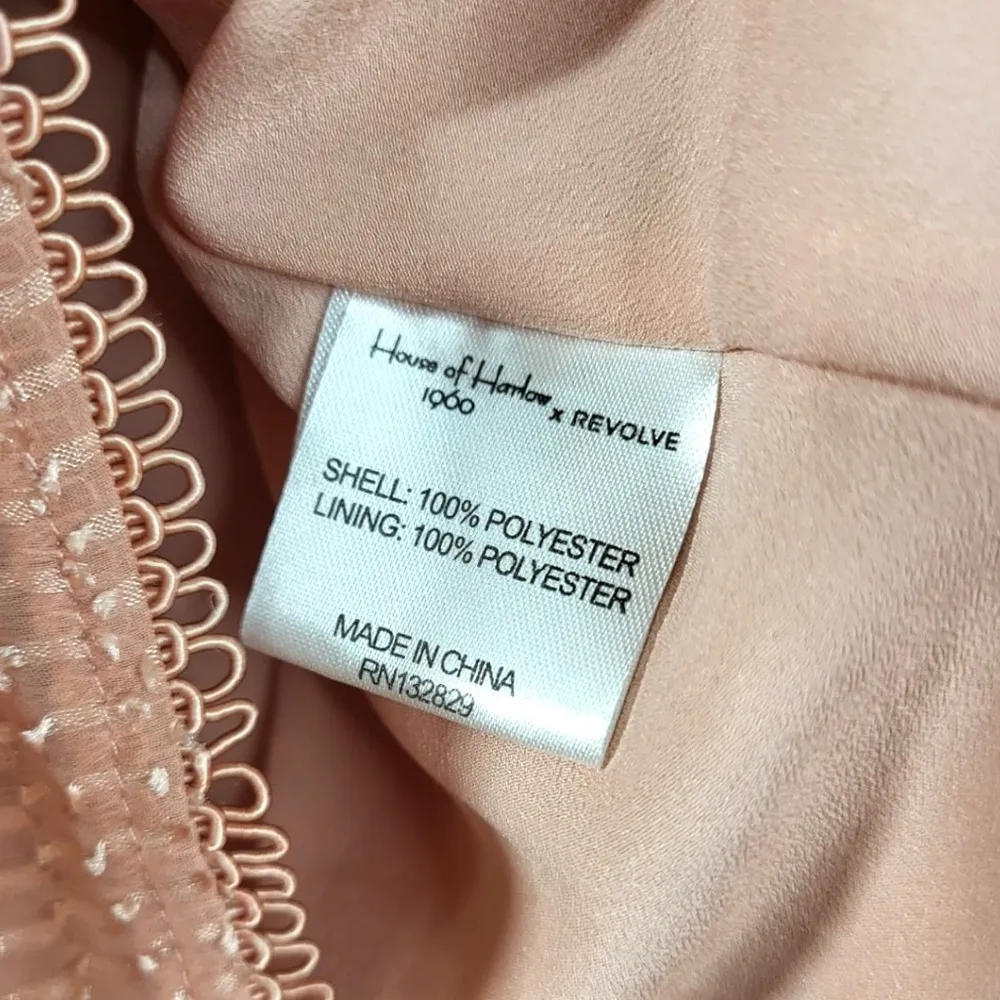 House of Harlow
1960 x REVOLVE
SHELL: 100% POLYESTER
LINING: 100% POLYESTER
MADE IN CHINA
RN132829